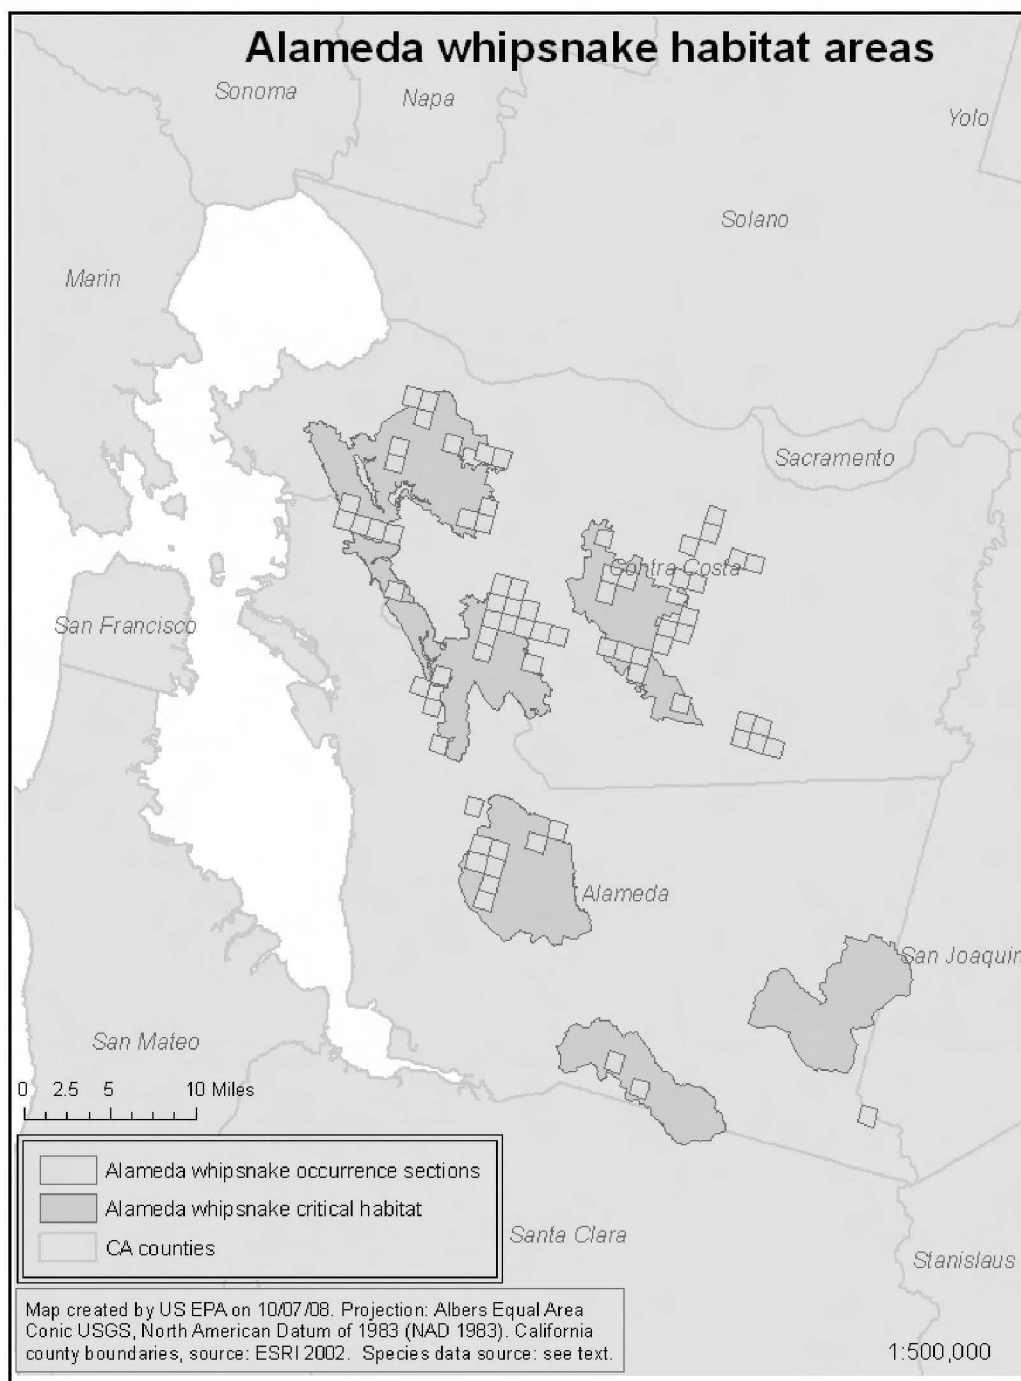 Alameda whipsnake habitat areas
Sonoma
Napa
Yolo
Solano
Marin
Sacramento
Contra Costa
San Francisco
Alameda
San Joaquin
San Mateo
0 2.5 5 10 Miles
Alameda whipsnake occurrence sections
Alameda whipsnake critical habitat
CA counties
Santa Clara
Stanislaus
Map created by US EPA on 10/07/08. Projection: Albers Equal Area
Conic USGS, North American Datum of 1983 (NAD 1983). California
county boundaries, source: ESRI 2002. Species data source: see text.
1:500,000